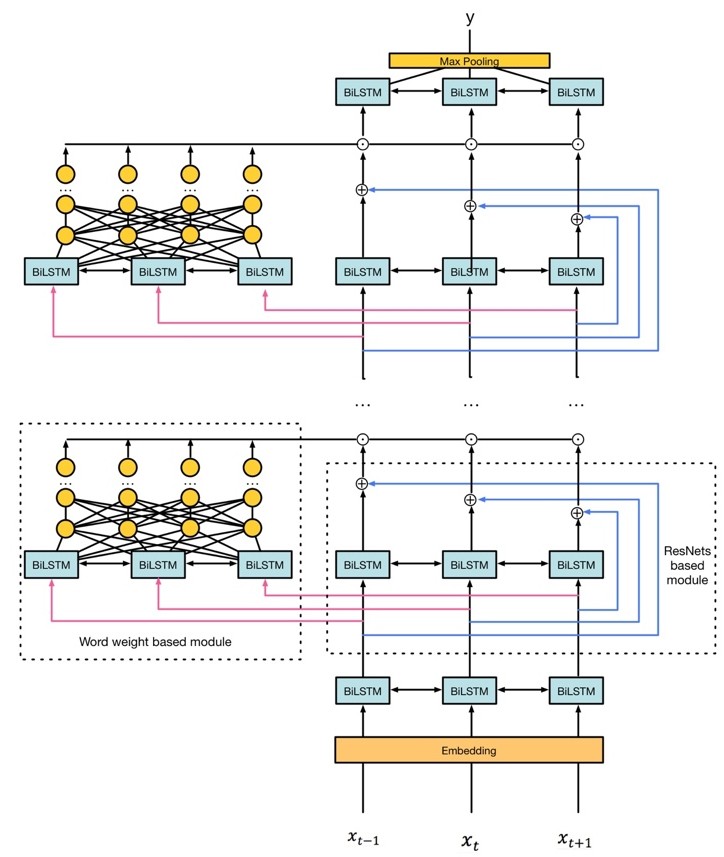 y
Max Pooling
BiLSTM BiLSTM BiLSTM
... ... ... ...
BiLSTM BiLSTM BiLSTM BiLSTM BiLSTM BiLSTM
... ... ...
... ... ... ...
BiLSTM BiLSTM BiLSTM BiLSTM BiLSTM BiLSTM
ResNets
based
module
Word weight based module
BiLSTM BiLSTM BiLSTM
Embedding
x_{t-1} x_t x_{t+1}